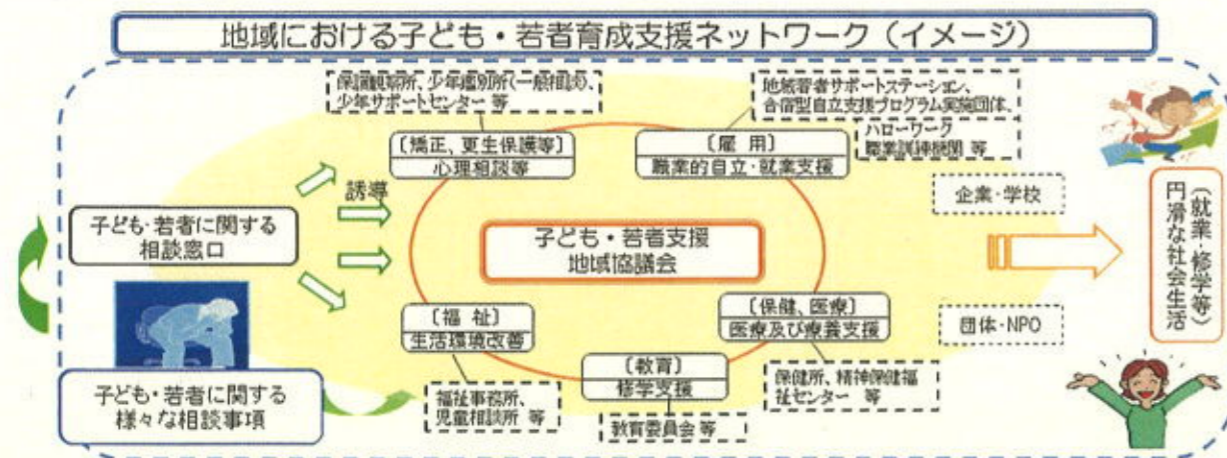 地域における子ども・若者育成支援ネットワーク（イメージ）
保護観察所、少年鑑別所（一般相談）、
少年サポートセンター 等
地域若者サポートステーション、
合宿型自立支援プログラム実施団体、
ハローワーク
職業訓練機関 等
〔矯正、更生保護等〕
心理相談等
〔雇　用〕
職業的自立・就業支援
誘導
子ども・若者に関する
相談窓口
子ども・若者支援
地域協議会
企業・学校
団体・NPO
（就業・修学等）
円滑な社会生活
〔福　祉〕
生活環境改善
〔保健、医療〕
医療及び療養支援
〔教育〕
修学支援
子ども・若者に関する
様々な相談事項
福祉事務所、
児童相談所 等
教育委員会 等
保健所、精神保健福
祉センター 等